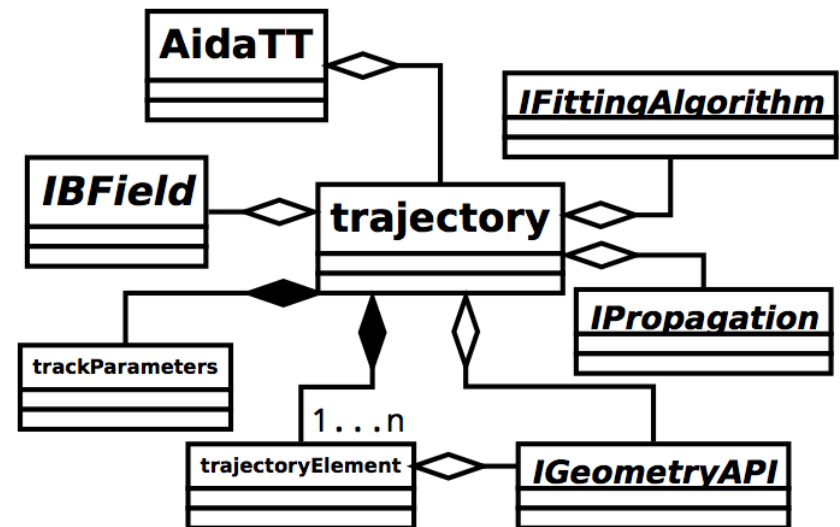 AidaTT
IFittingAlgorithm
IBField
trajectory
IPropagation
trackParameters
1...n
trajectoryElement
IGeometryAPI